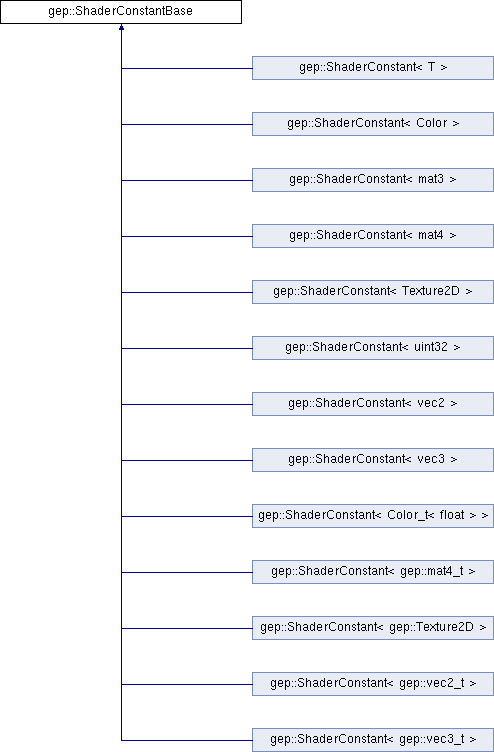 gep::ShaderConstantBase
gep::ShaderConstant< T >
gep::ShaderConstant< Color >
gep::ShaderConstant< mat3 >
gep::ShaderConstant< mat4 >
gep::ShaderConstant< Texture2D >
gep::ShaderConstant< uint32 >
gep::ShaderConstant< vec2 >
gep::ShaderConstant< vec3 >
gep::ShaderConstant< Color_t< float > >
gep::ShaderConstant< gep::mat4_t >
gep::ShaderConstant< gep::Texture2D >
gep::ShaderConstant< gep::vec2_t >
gep::ShaderConstant< gep::vec3_t >